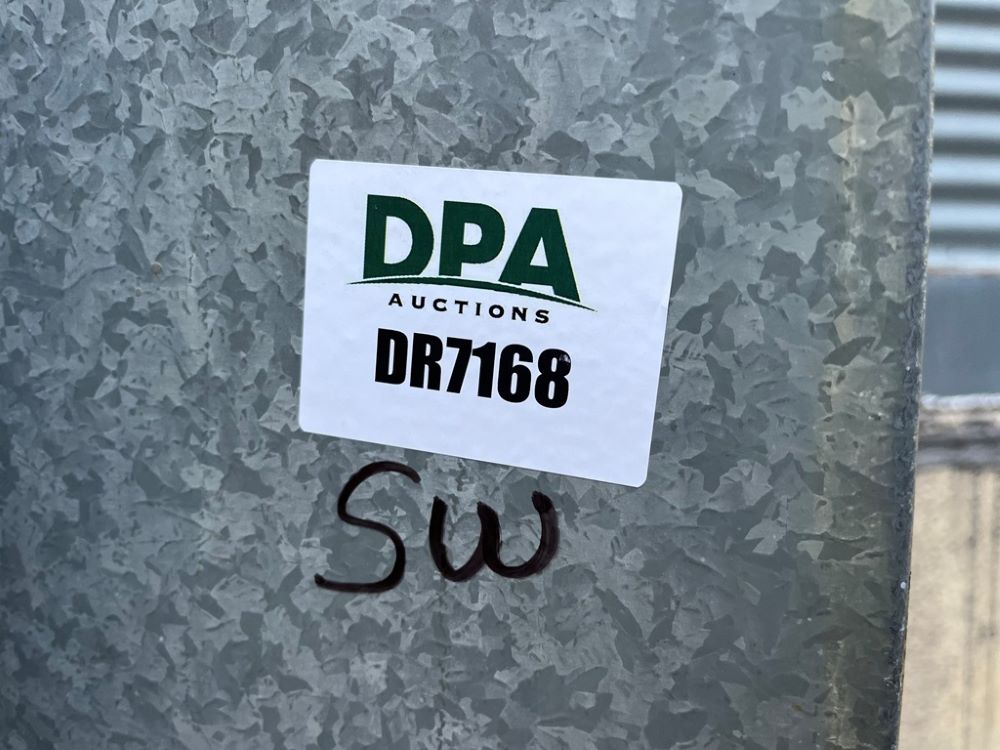 DPA
AUCTIONS
DR7168
SW